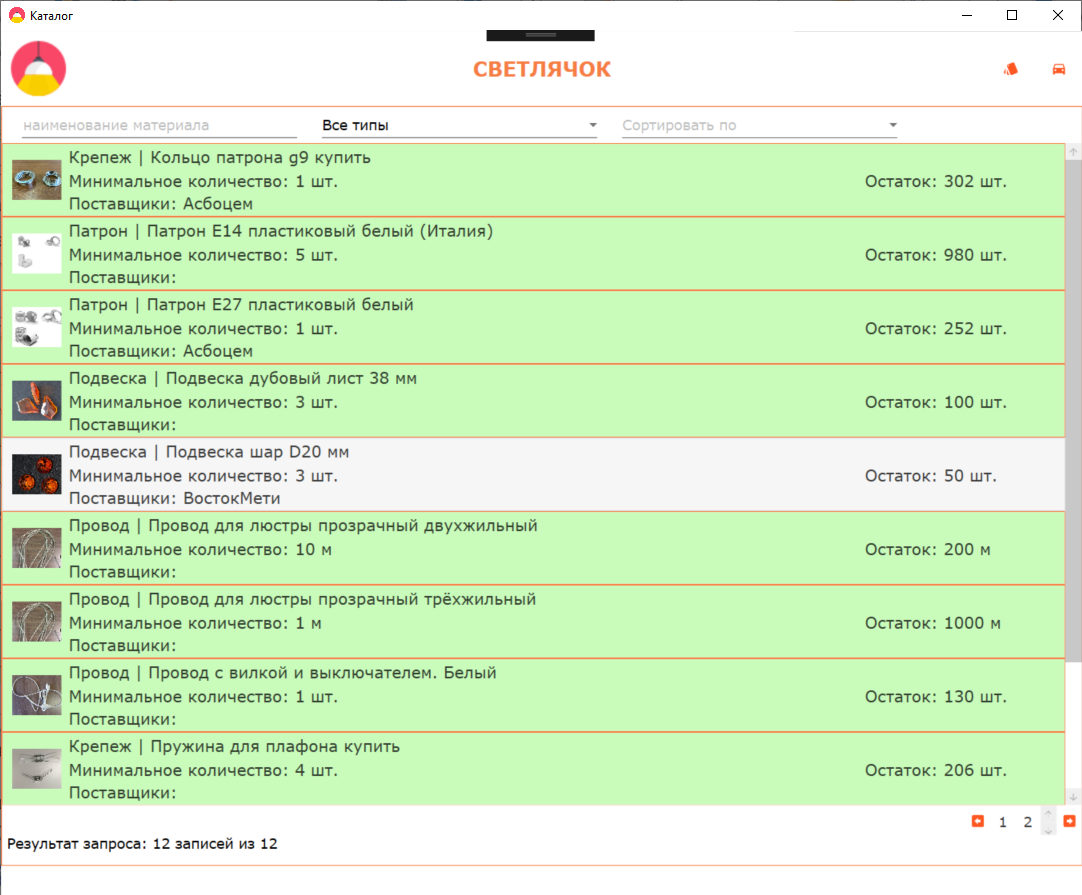 Каталог
СВЕТЛЯЧОК
наименование материала
Все типы
Сортировать по
Крепеж | Кольцо патрона g9 купить
Минимальное количество: 1 шт.
Остаток: 302 шт.
Поставщики: Асбоцем
Патрон | Патрон Е14 пластиковый белый (Италия)
Минимальное количество: 5 шт.
Остаток: 980 шт.
Поставщики:
Патрон | Патрон Е27 пластиковый белый
Минимальное количество: 1 шт.
Остаток: 252 шт.
Поставщики: Асбоцем
Подвеска | Подвеска дубовый лист 38 мм
Минимальное количество: 3 шт.
Остаток: 100 шт.
Поставщики:
Подвеска | Подвеска шар D20 мм
Минимальное количество: 3 шт.
Остаток: 50 шт.
Поставщики: ВостокМети
Провод | Провод для люстры прозрачный двухжильный
Минимальное количество: 10 м
Остаток: 200 м
Поставщики:
Провод | Провод для люстры прозрачный трёхжильный
Минимальное количество: 1 м
Остаток: 1000 м
Поставщики:
Провод | Провод с вилкой и выключателем. Белый
Минимальное количество: 1 шт.
Остаток: 130 шт.
Поставщики:
Крепеж | Пружина для плафона купить
Минимальное количество: 4 шт.
Остаток: 206 шт.
Поставщики:
1 2
Результат запроса: 12 записей из 12